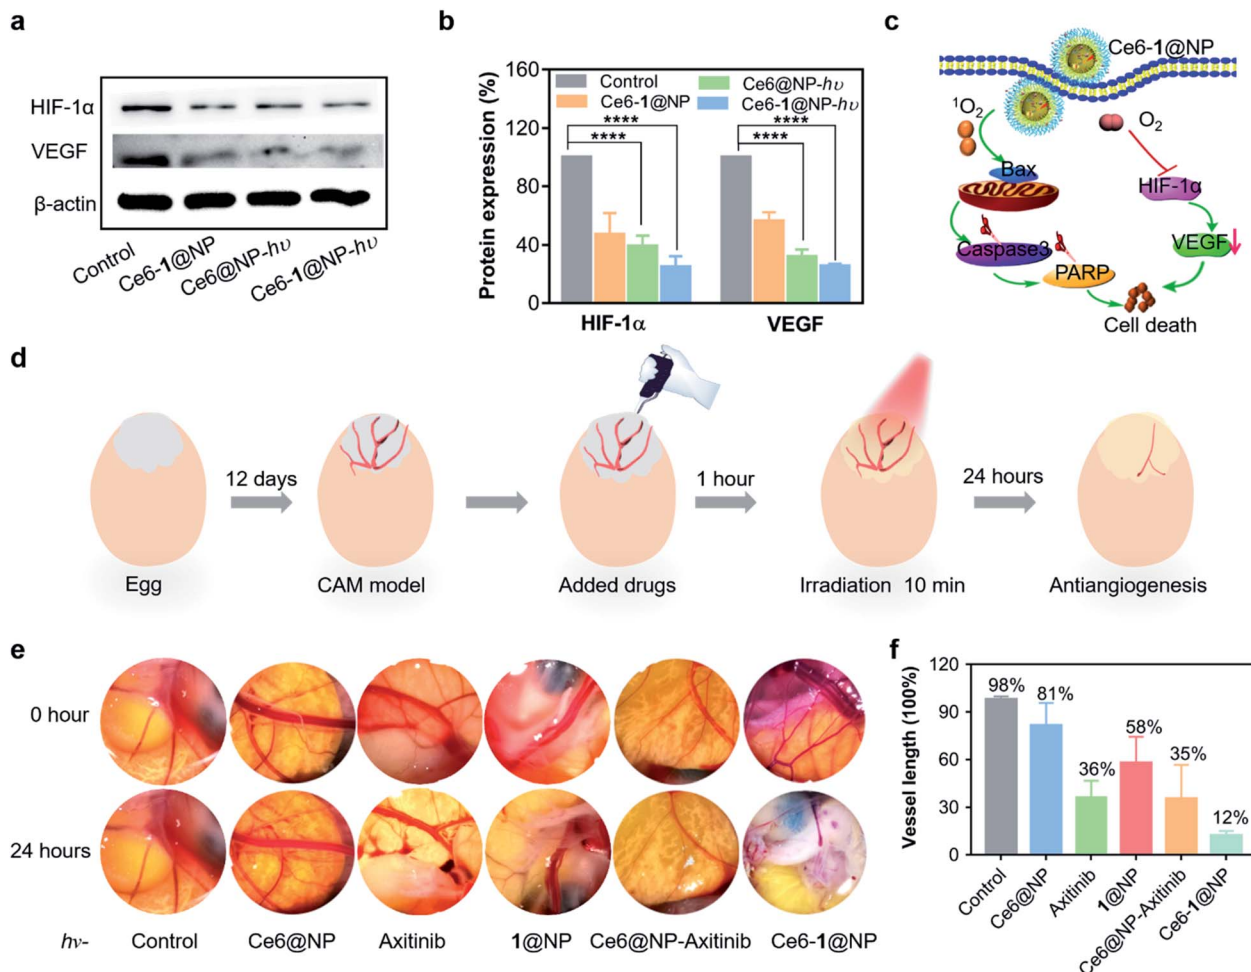 a
HIF-1α
VEGF
β-actin
Control
Ce6-1@NP
Ce6@NP-hυ
Ce6-1@NP-hυ
b
Protein expression (%)
160
120
80
40
0
Control
Ce6@NP-hυ
Ce6-1@NP
Ce6-1@NP-hυ
****
****
****
****
HIF-1α
VEGF
c
Ce6-1@NP
¹O₂
O₂
Bax
HIF-1α
Caspase3
VEGF
PARP
Cell death
d
12 days
1 hour
24 hours
Egg
CAM model
Added drugs
Irradiation 10 min
Antiangiogenesis
e
0 hour
24 hours
hv-
Control
Ce6@NP
Axitinib
1@NP
Ce6@NP-Axitinib
Ce6-1@NP
f
Vessel length (100%)
120
90
60
30
0
98%
81%
36%
58%
35%
12%
Control
Ce6@NP
Axitinib
1@NP
Ce6@NP-Axitinib
Ce6-1@NP